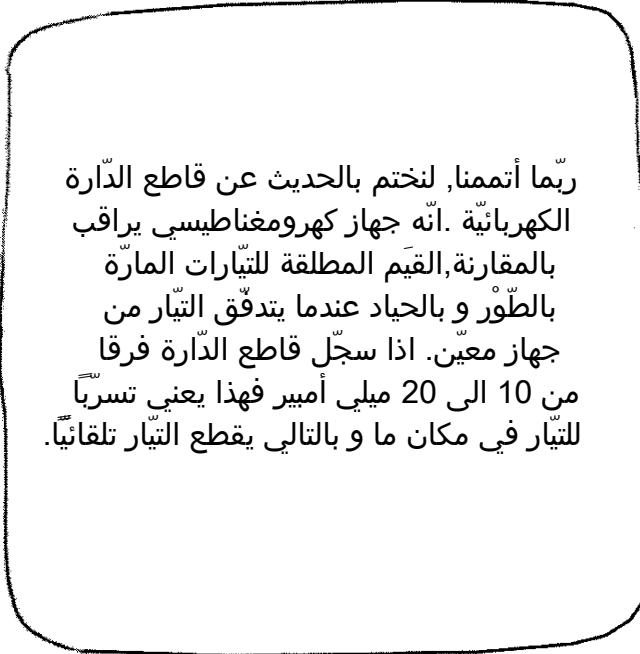 ربّما أتممنا, لنختم بالحديث عن قاطع الدّارة
الكهربائيّة .انّه جهاز كهرومغناطيسي يراقب
بالمقارنة,القيَم المطلقة للتيّارات المارّة
بالطّوْر و بالحياد عندما يتدفّق التيّار من
جهاز معيّن. اذا سجّل قاطع الدّارة فرقا
من 10 الى 20 ميلي أمبير فهذا يعني تسرّبًا
للتيّار في مكان ما و بالتالي يقطع التيّار تلقائيًّا.